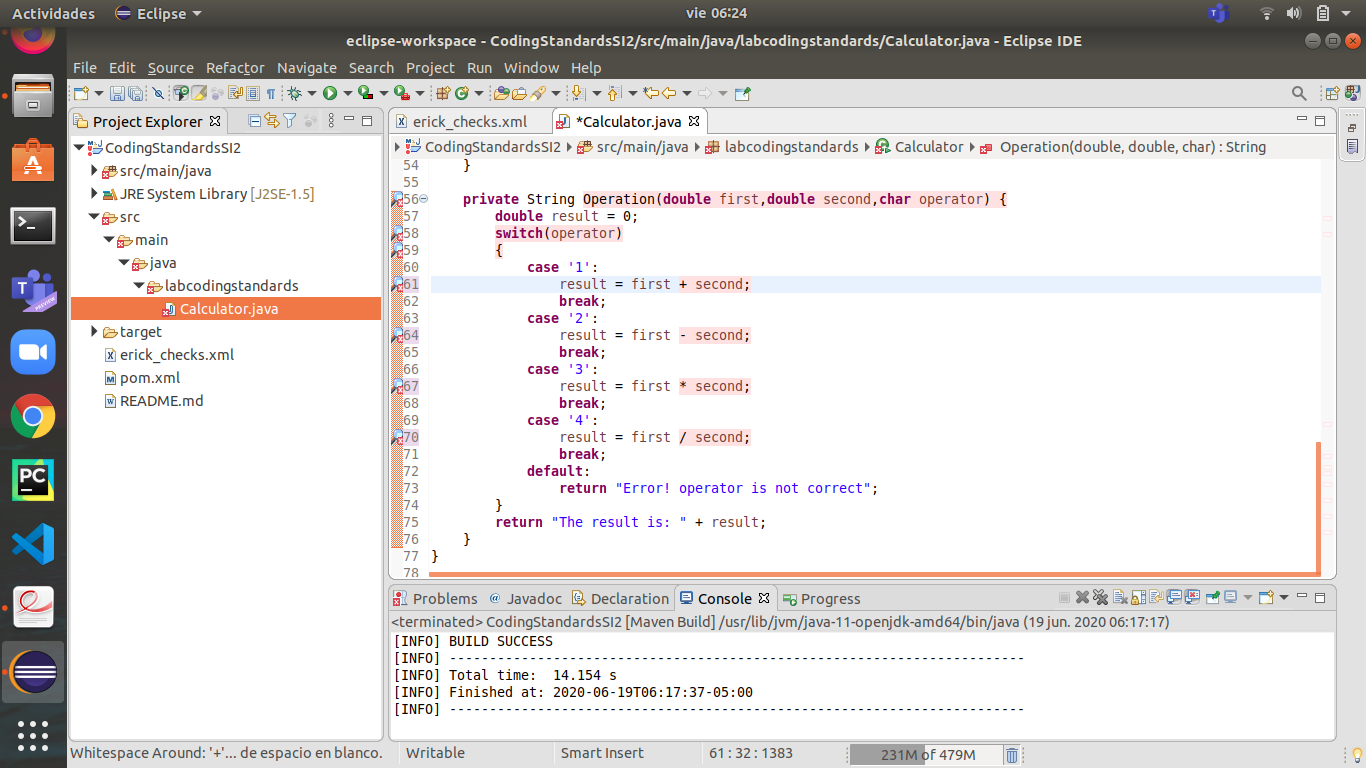 Actividades Eclipse vie 06:24
eclipse-workspace - CodingStandardsSI2/src/main/java/labcodingstandards/Calculator.java - Eclipse IDE
File Edit Source Refactor Navigate Search Project Run Window Help
Project Explorer
CodingStandardsSI2
src/main/java
JRE System Library [J2SE-1.5]
src
main
java
labcodingstandards
Calculator.java
target
erick_checks.xml
pom.xml
README.md
erick_checks.xml *Calculator.java
CodingStandardsSI2 src/main/java labcodingstandards Calculator Operation(double, double, char) : String
54 }
55
56 private String Operation(double first,double second,char operator) {
57 double result = 0;
58 switch(operator)
59 {
60 case '1':
61 result = first + second;
62 break;
63 case '2':
64 result = first - second;
65 break;
66 case '3':
67 result = first * second;
68 break;
69 case '4':
70 result = first / second;
71 break;
72 default:
73 return "Error! operator is not correct";
74 }
75 return "The result is: " + result;
76 }
77 }
78
Problems Javadoc Declaration Console Progress
<terminated> CodingStandardsSI2 [Maven Build] /usr/lib/jvm/java-11-openjdk-amd64/bin/java (19 jun. 2020 06:17:17)
[INFO] BUILD SUCCESS
[INFO] ------------------------------------------------------------------------
[INFO] Total time:  14.154 s
[INFO] Finished at: 2020-06-19T06:17:37-05:00
[INFO] ------------------------------------------------------------------------
Whitespace Around: '+'... de espacio en blanco. Writable Smart Insert 61 : 32 : 1383 231M of 479M
PREVIEW
PC